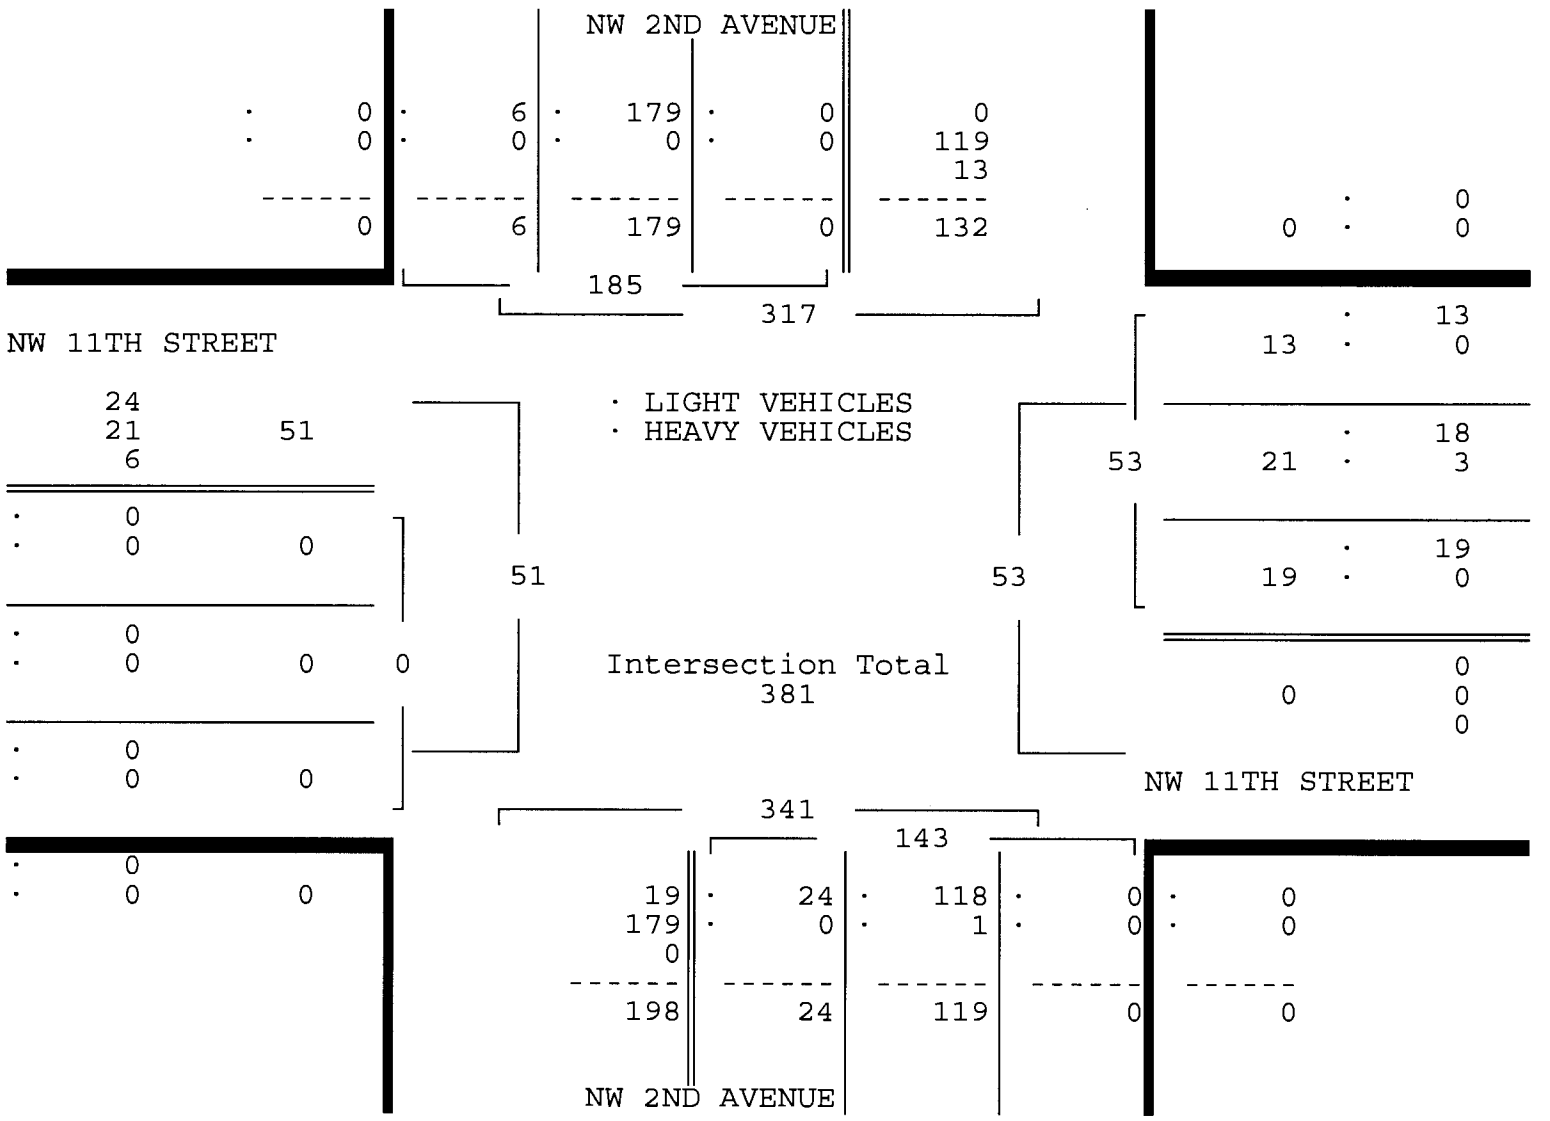 NW 2ND AVENUE
· 0 · 6 · 179 · 0 0
· 0 · 0 · 0 · 0 119
13
------ ------ ------ ------ ------ · 0
0 6 179 0 132 0 · 0
185
317 · 13
NW 11TH STREET 13 · 0
24 · LIGHT VEHICLES
21 51 · HEAVY VEHICLES · 18
6 53 21 · 3
· 0
· 0 0 · 19
51 53 19 · 0
· 0
· 0 0 0 Intersection Total 0
381 0 0
0
· 0
· 0 0 NW 11TH STREET
341
143
· 0
· 0 0 19 · 24 · 118 · 0 · 0
179 · 0 · 1 · 0 · 0
0
------ ------ ------ ------ ------
198 24 119 0 0
NW 2ND AVENUE